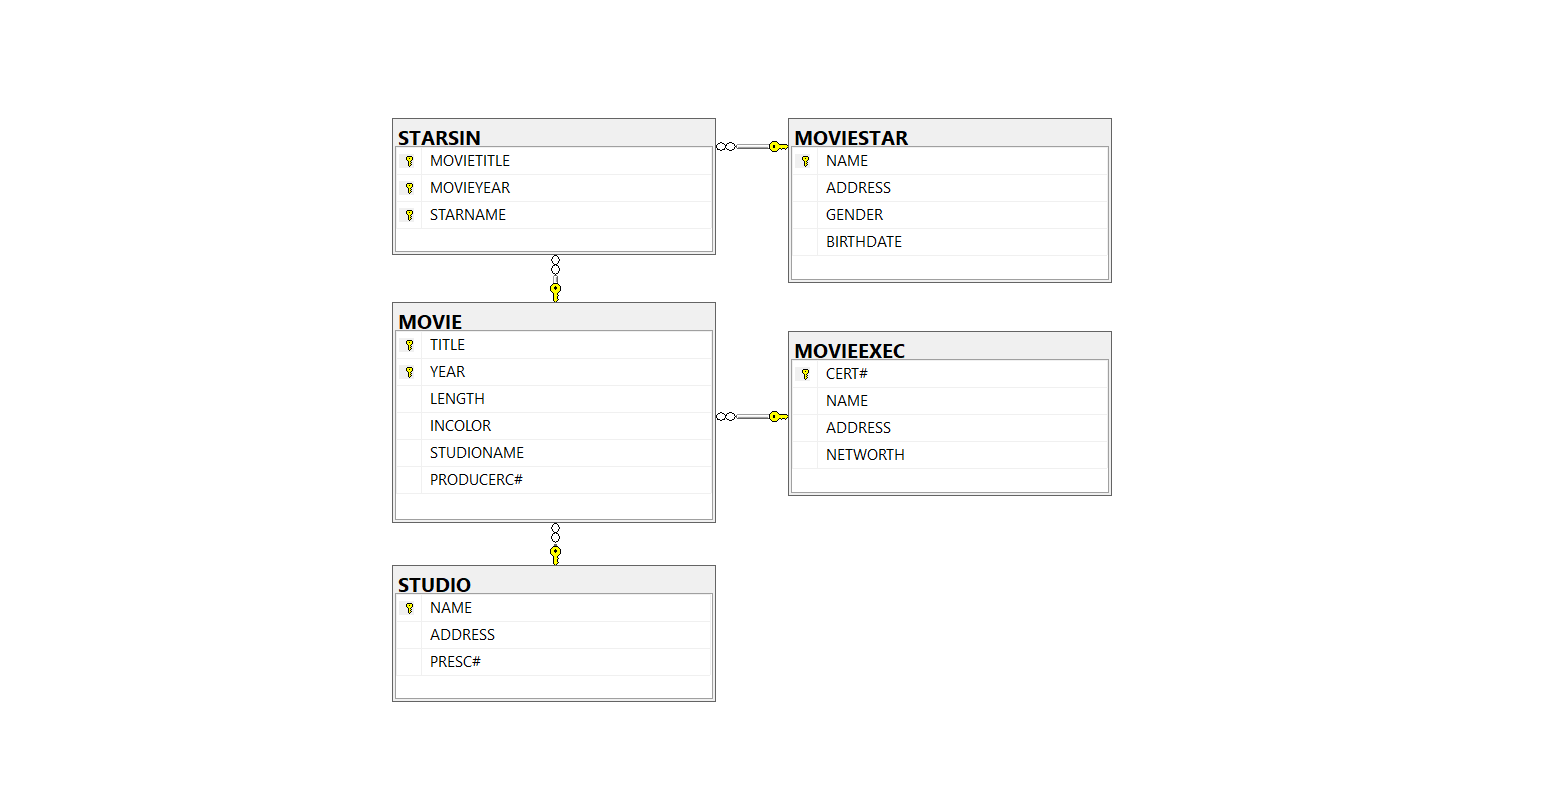 STARSIN
MOVIETITLE
MOVIEYEAR
STARNAME
MOVIESTAR
NAME
ADDRESS
GENDER
BIRTHDATE
MOVIE
TITLE
YEAR
LENGTH
INCOLOR
STUDIONAME
PRODUCERC#
MOVIEEXEC
CERT#
NAME
ADDRESS
NETWORTH
STUDIO
NAME
ADDRESS
PRESC#